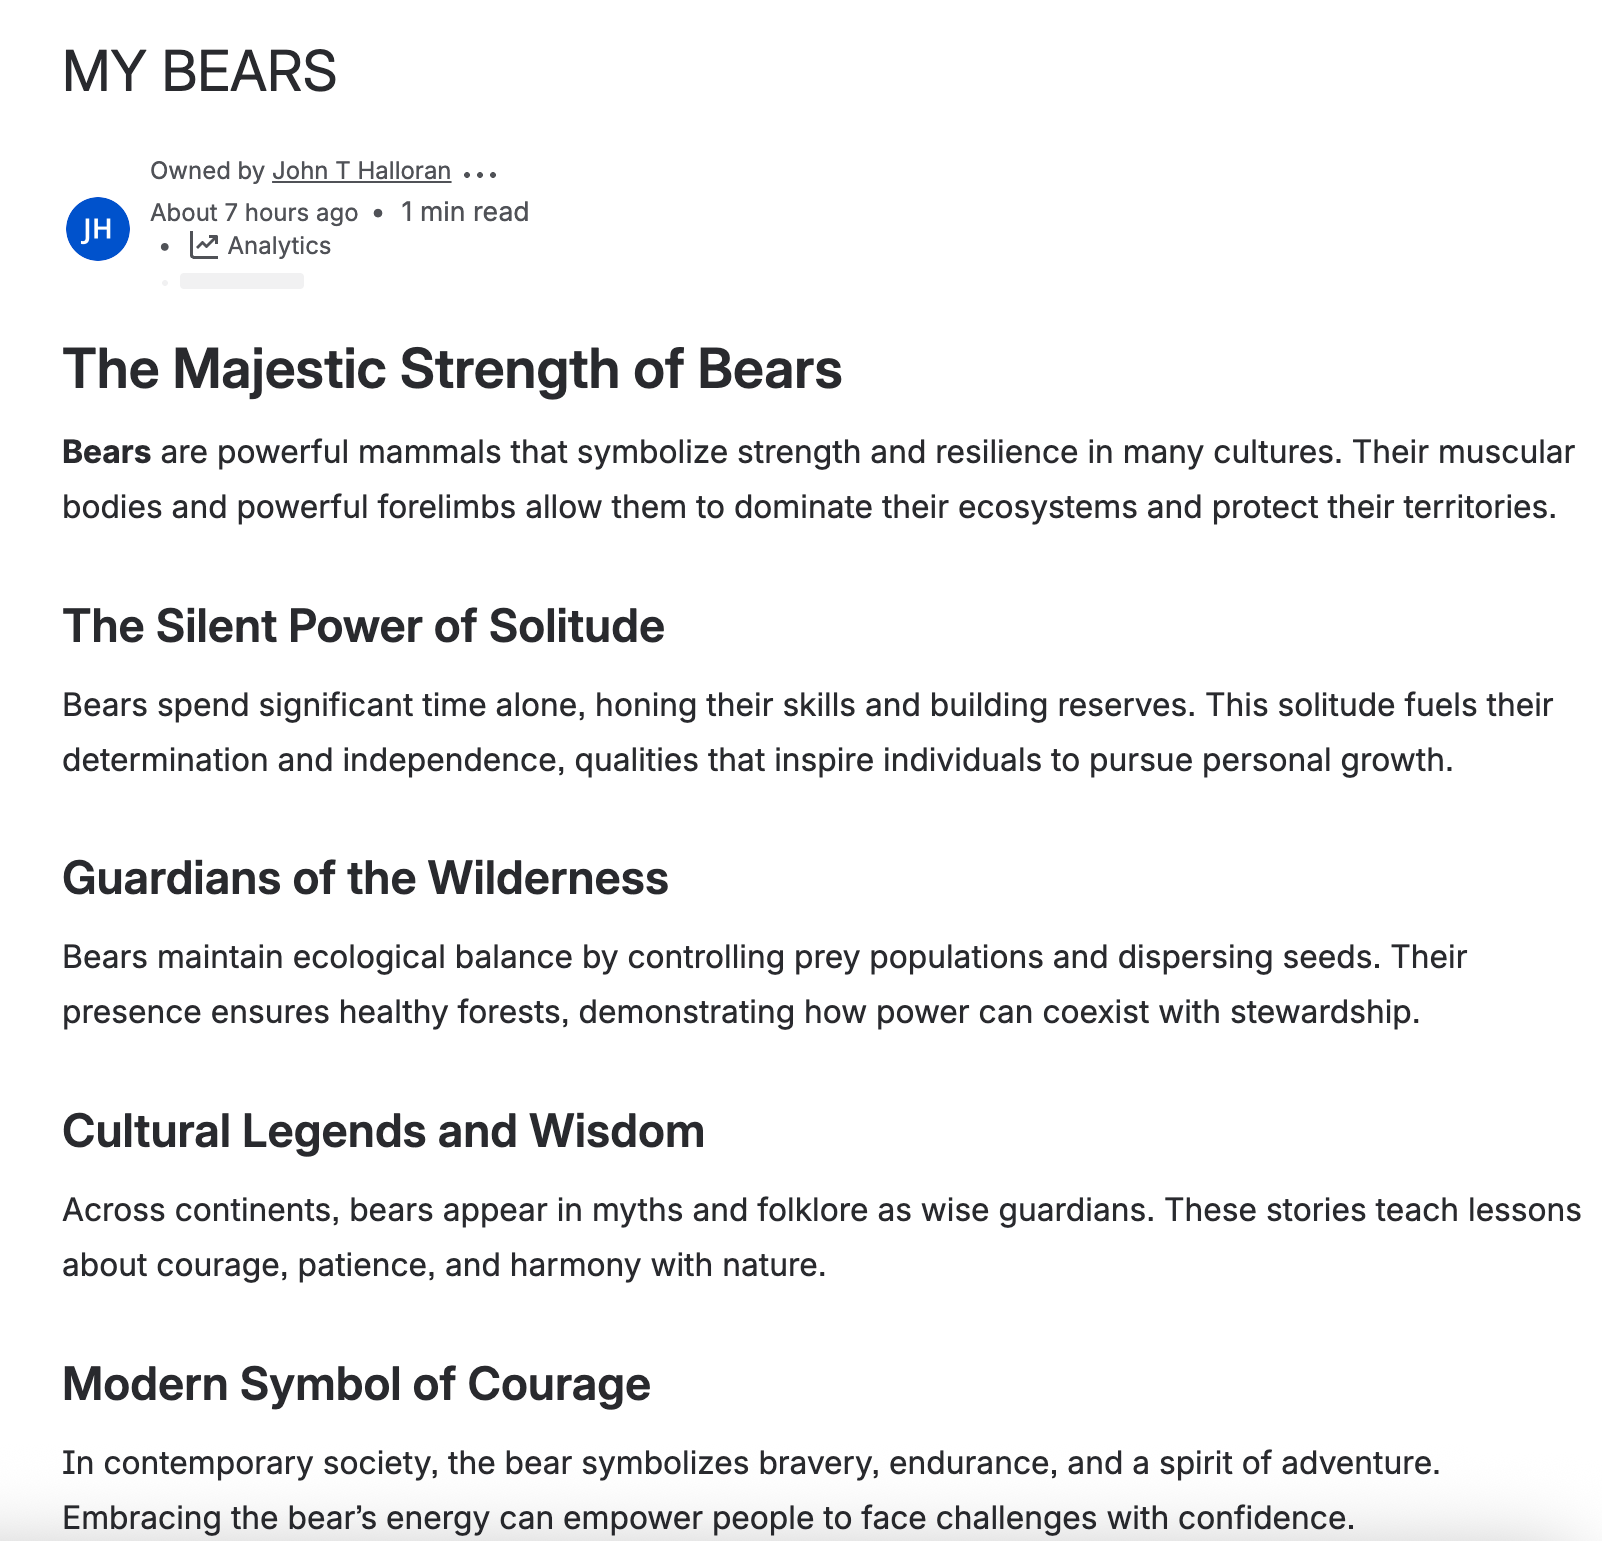 MY BEARS
Owned by John T Halloran •••
JH
About 7 hours ago • 1 min read
• Analytics
The Majestic Strength of Bears
Bears are powerful mammals that symbolize strength and resilience in many cultures. Their muscular
bodies and powerful forelimbs allow them to dominate their ecosystems and protect their territories.
The Silent Power of Solitude
Bears spend significant time alone, honing their skills and building reserves. This solitude fuels their
determination and independence, qualities that inspire individuals to pursue personal growth.
Guardians of the Wilderness
Bears maintain ecological balance by controlling prey populations and dispersing seeds. Their
presence ensures healthy forests, demonstrating how power can coexist with stewardship.
Cultural Legends and Wisdom
Across continents, bears appear in myths and folklore as wise guardians. These stories teach lessons
about courage, patience, and harmony with nature.
Modern Symbol of Courage
In contemporary society, the bear symbolizes bravery, endurance, and a spirit of adventure.
Embracing the bear’s energy can empower people to face challenges with confidence.